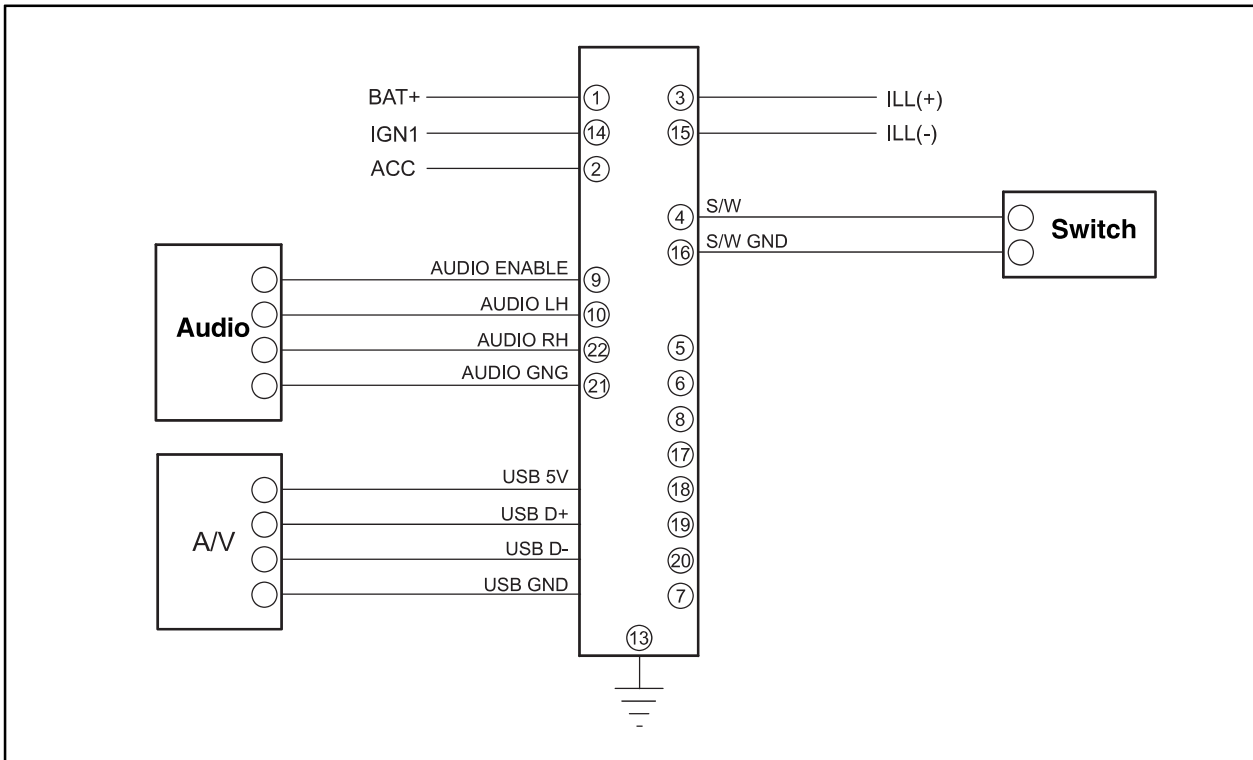 BAT+ 1 3 ILL(+)
IGN1 14 15 ILL(-)
ACC 2
S/W 4
S/W GND 16
Switch
Audio
AUDIO ENABLE 9
AUDIO LH 10
AUDIO RH 22
AUDIO GNG 21
5
6
8
17
18
19
20
7
A/V
USB 5V
USB D+
USB D-
USB GND
13